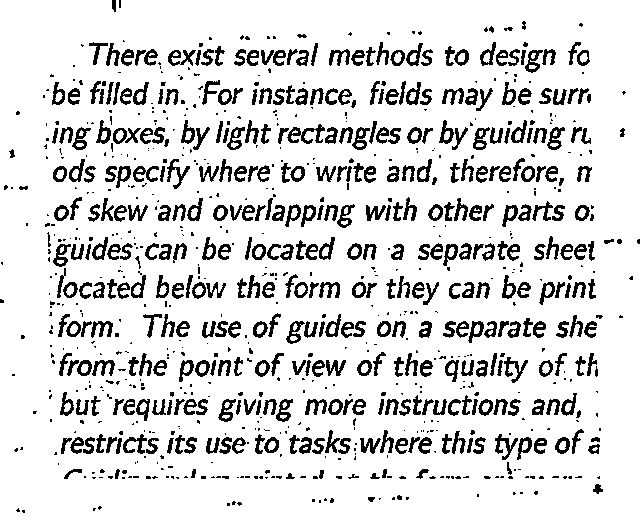 There exist several methods to design fo
be filled in. For instance, fields may be surr
ing boxes, by light rectangles or by guiding ru
ods specify where to write and, therefore, m
of skew and overlapping with other parts o
guides can be located on a separate sheet
located below the form or they can be print
form. The use of guides on a separate she
from the point of view of the quality of th
but requires giving more instructions and,
restricts its use to tasks where this type of a